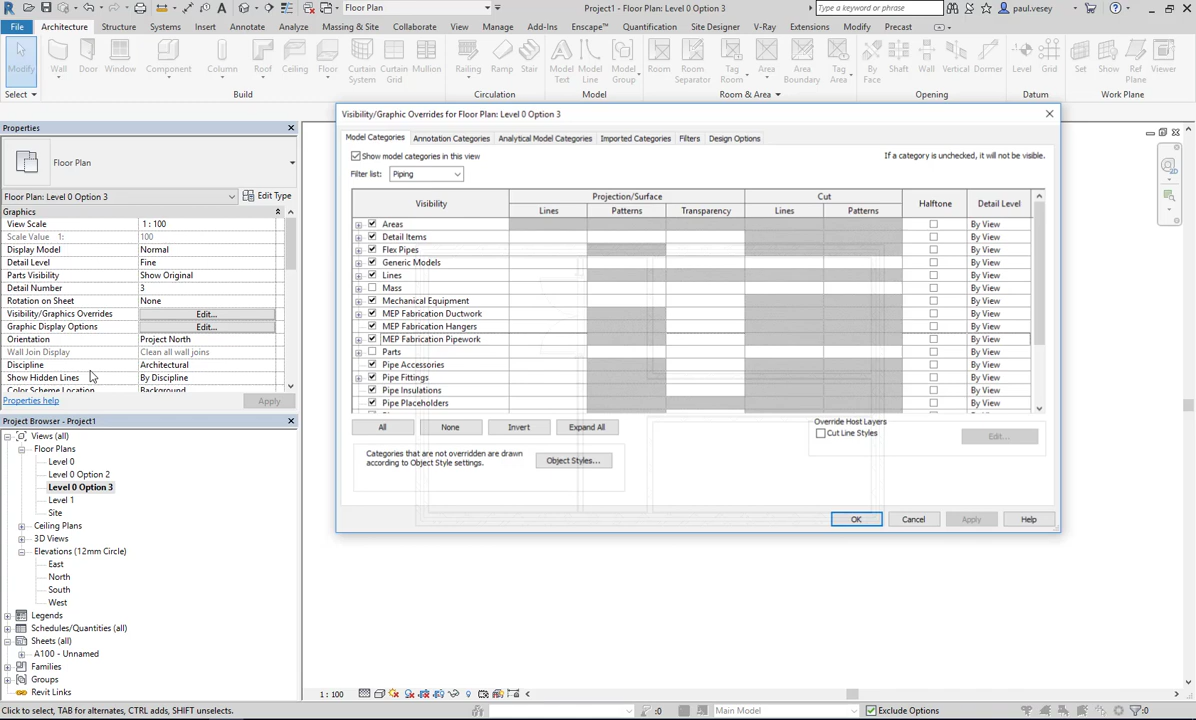 Floor Plan
Project1 - Floor Plan: Level 0 Option 3
Type a keyword or phrase
paul.vesey
File Architecture Structure Steel Systems Insert Annotate Analyze Massing & Site Collaborate View Manage Add-Ins Enscape™ Quantification Site Designer V-Ray Extensions Modify Precast
Modify Wall Door Window Component Column Roof Ceiling Floor Curtain System Curtain Grid Mullion Railing Ramp Stair Model Text Model Line Model Group Room Room Separator Tag Room Area Area Boundary Tag Area By Face Shaft Wall Vertical Dormer Level Grid Set Show Ref Plane Viewer
Select Build Circulation Model Room & Area Opening Datum Work Plane
Properties
Floor Plan
Floor Plan: Level 0 Option 3
Edit Type
Graphics
View Scale 1 : 100
Scale Value 1: 100
Display Model Normal
Detail Level Fine
Parts Visibility Show Original
Detail Number 3
Rotation on Sheet None
Visibility/Graphics Overrides Edit...
Graphic Display Options Edit...
Orientation Project North
Wall Join Display Clean all wall joins
Discipline Architectural
Show Hidden Lines By Discipline
Color Scheme Location Background
Properties help
Apply
Project Browser - Project1
Views (all)
Floor Plans
Level 0
Level 0 Option 2
Level 0 Option 3
Level 1
Site
Ceiling Plans
3D Views
Elevations (12mm Circle)
East
North
South
West
Legends
Schedules/Quantities (all)
Sheets (all)
A100 - Unnamed
Families
Groups
Revit Links
Visibility/Graphic Overrides for Floor Plan: Level 0 Option 3
Model Categories Annotation Categories Analytical Model Categories Imported Categories Filters Design Options
Show model categories in this view
If a category is unchecked, it will not be visible.
Filter list: Piping
Visibility Projection/Surface Cut Halftone Detail Level
Lines Patterns Transparency Lines Patterns
Areas By View
Detail Items By View
Flex Pipes By View
Generic Models By View
Lines By View
Mass By View
Mechanical Equipment By View
MEP Fabrication Ductwork By View
MEP Fabrication Hangers By View
MEP Fabrication Pipework By View
Parts By View
Pipe Accessories By View
Pipe Fittings By View
Pipe Insulations By View
Pipe Placeholders By View
All None Invert Expand All
Override Host Layers
Cut Line Styles
Edit...
Categories that are not overridden are drawn
according to Object Style settings.
Object Styles...
OK Cancel Apply Help
1 : 100
Click to select, TAB for alternates, CTRL adds, SHIFT unselects.
:0
Main Model
Exclude Options
:0